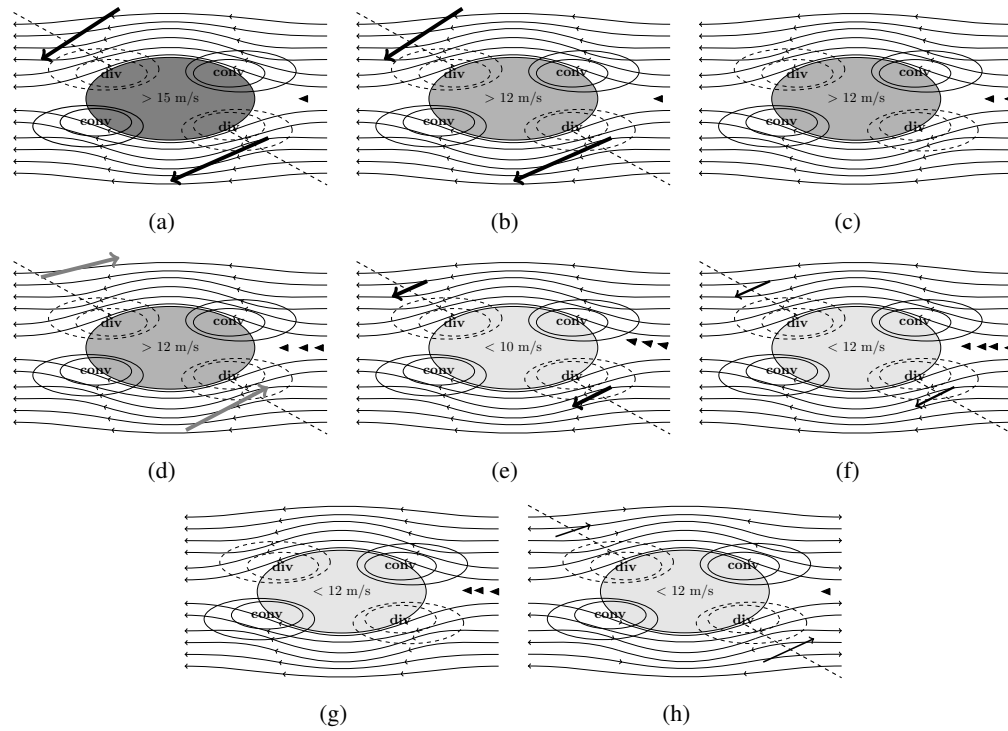 div
conv
> 15 m/s
conv
div
(a)
div
conv
> 12 m/s
conv
div
(b)
div
conv
> 12 m/s
conv
div
(c)
div
conv
> 12 m/s
conv
div
(d)
div
conv
< 10 m/s
conv
div
(e)
div
conv
< 12 m/s
conv
div
(f)
div
conv
< 12 m/s
conv
div
(g)
div
conv
< 12 m/s
conv
div
(h)